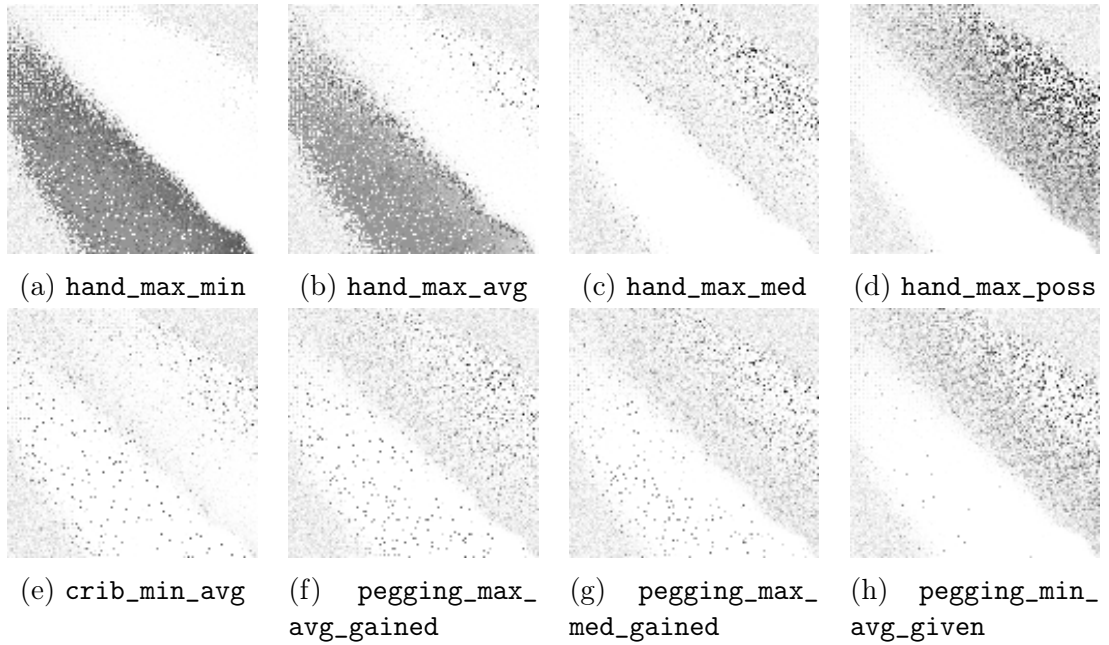 (a) hand_max_min (b) hand_max_avg (c) hand_max_med (d) hand_max_poss
(e) crib_min_avg (f) pegging_max_ (g) pegging_max_ (h) pegging_min_
avg_gained med_gained avg_given